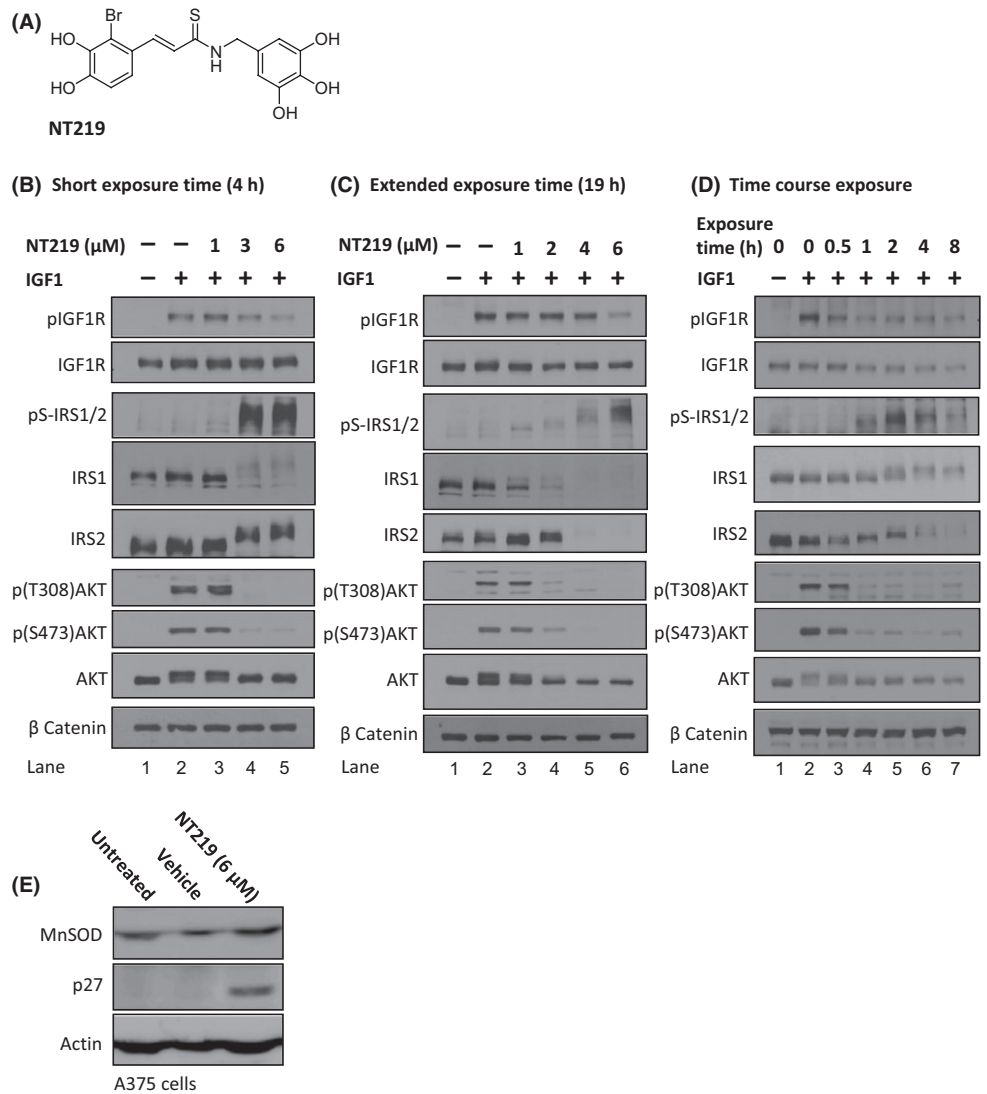 (A)
Br
S
HO
HO
N
H
OH
OH
OH
NT219
(B) Short exposure time (4 h)
NT219 (µM) – – 1 3 6
IGF1 – + + + +
pIGF1R
IGF1R
pS-IRS1/2
IRS1
IRS2
p(T308)AKT
p(S473)AKT
AKT
β Catenin
Lane 1 2 3 4 5
(C) Extended exposure time (19 h)
NT219 (µM) – – 1 2 4 6
IGF1 – + + + + +
pIGF1R
IGF1R
pS-IRS1/2
IRS1
IRS2
p(T308)AKT
p(S473)AKT
AKT
β Catenin
Lane 1 2 3 4 5 6
(D) Time course exposure
Exposure
time (h) 0 0 0.5 1 2 4 8
IGF1 – + + + + + +
pIGF1R
IGF1R
pS-IRS1/2
IRS1
IRS2
p(T308)AKT
p(S473)AKT
AKT
β Catenin
Lane 1 2 3 4 5 6 7
(E)
Untreated
Vehicle
NT219 (6 µM)
MnSOD
p27
Actin
A375 cells